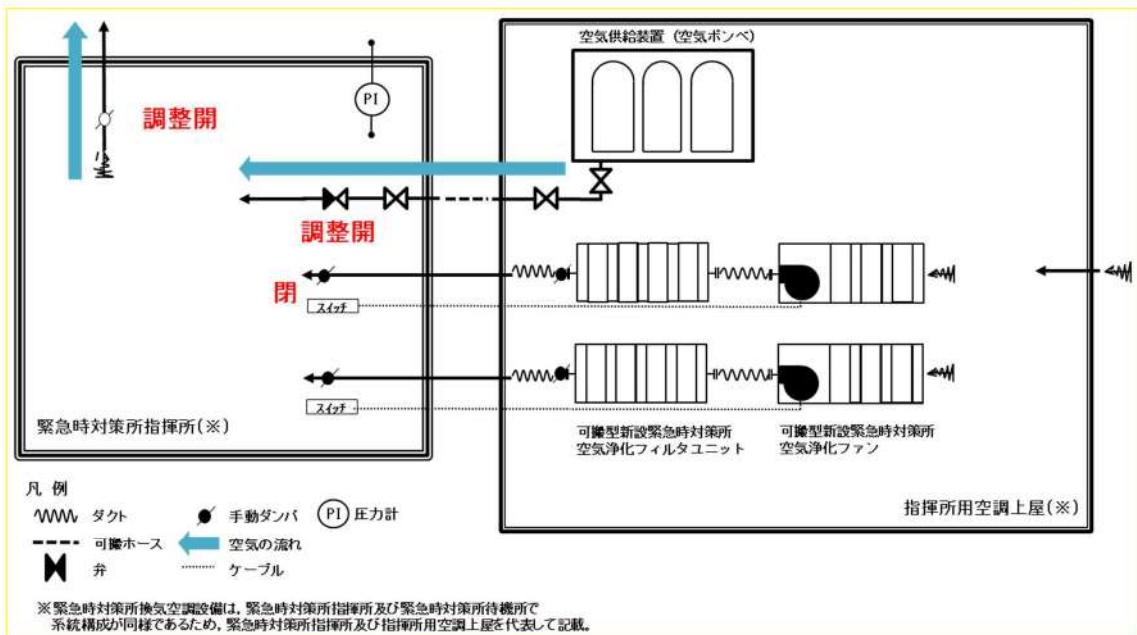 空気供給装置（空気ボンベ）
PI
調整開
調整開
閉
スイッチ
スイッチ
緊急時対策所指揮所(※)
可搬型新設緊急時対策所
空気浄化フィルタユニット
可搬型新設緊急時対策所
空気浄化ファン
指揮所用空調上屋(※)
凡 例
ダクト
手動ダンパ
PI 圧力計
可搬ホース
空気の流れ
弁
ケーブル
※緊急時対策所換気空調設備は，緊急時対策所指揮所及び緊急時対策所待機所で
系統構成が同様であるため，緊急時対策所指揮所及び指揮所用空調上屋を代表して記載。